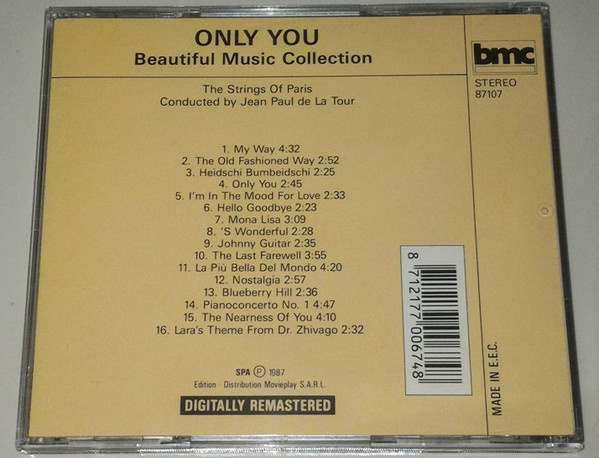 ONLY YOU
Beautiful Music Collection
bmc
STEREO
87107
The Strings Of Paris
Conducted by Jean Paul de La Tour
1. My Way 4:32
2. The Old Fashioned Way 2:52
3. Heidschi Bumbeidschi 2:25
4. Only You 2:45
5. I'm In The Mood For Love 2:33
6. Hello Goodbye 2:23
7. Mona Lisa 3:09
8. 'S Wonderful 2:28
9. Johnny Guitar 2:35
10. The Last Farewell 3:55
11. La Più Bella Del Mondo 4:20
12. Nostalgia 2:57
13. Blueberry Hill 2:36
14. Pianoconcerto No. 1 4:47
15. The Nearness Of You 4:10
16. Lara's Theme From Dr. Zhivago 2:32
8 712177 006748
MADE IN E.E.C.
SPA Ⓟ 1987
Edition · Distribution Movieplay S.A.R.L.
DIGITALLY REMASTERED